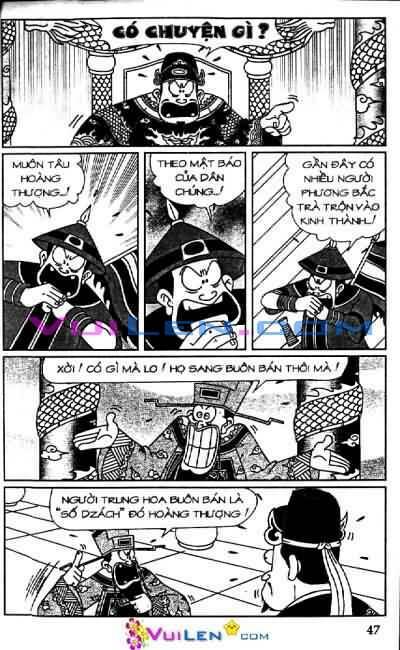 CÓ CHUYỆN GÌ ?
MUÔN TÂU
HOÀNG
THƯỢNG..!
THEO MẬT BÁO
CỦA DÂN
CHÚNG...
GẦN ĐÂY CÓ
NHIỀU NGƯỜI
PHƯƠNG BẮC
TRÀ TRỘN VÀO
KINH THÀNH..!
VUILEN.COM
XỜI ! CÓ GÌ MÀ LO ! HỌ SANG BUÔN BÁN THÔI MÀ !
NGƯỜI TRUNG HOA BUÔN BÁN LÀ
"SỐ DZÁCH" ĐÓ HOÀNG THƯỢNG !
47
VUILEN.COM